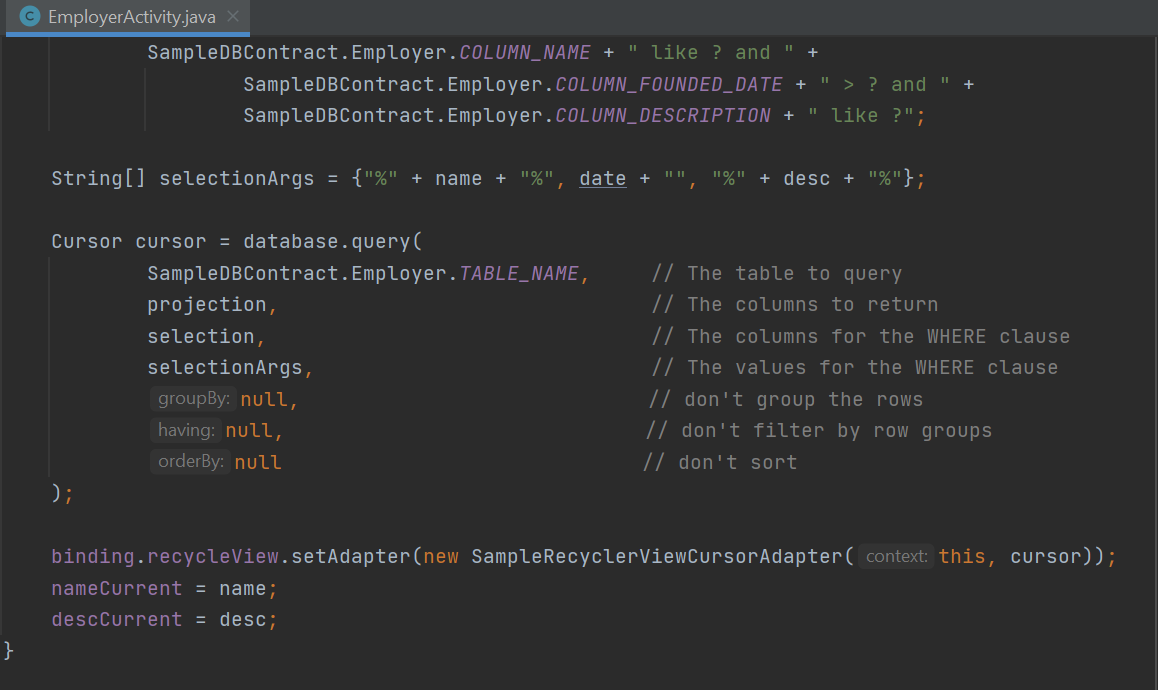 C EmployerActivity.java
SampleDBContract.Employer.COLUMN_NAME + " like ? and " +
SampleDBContract.Employer.COLUMN_FOUNDED_DATE + " > ? and " +
SampleDBContract.Employer.COLUMN_DESCRIPTION + " like ?";
String[] selectionArgs = {"%" + name + "%", date + "", "%" + desc + "%"};
Cursor cursor = database.query(
SampleDBContract.Employer.TABLE_NAME, // The table to query
projection, // The columns to return
selection, // The columns for the WHERE clause
selectionArgs, // The values for the WHERE clause
groupBy: null, // don't group the rows
having: null, // don't filter by row groups
orderBy: null // don't sort
);
binding.recycleView.setAdapter(new SampleRecyclerViewCursorAdapter( context: this, cursor));
nameCurrent = name;
descCurrent = desc;
}